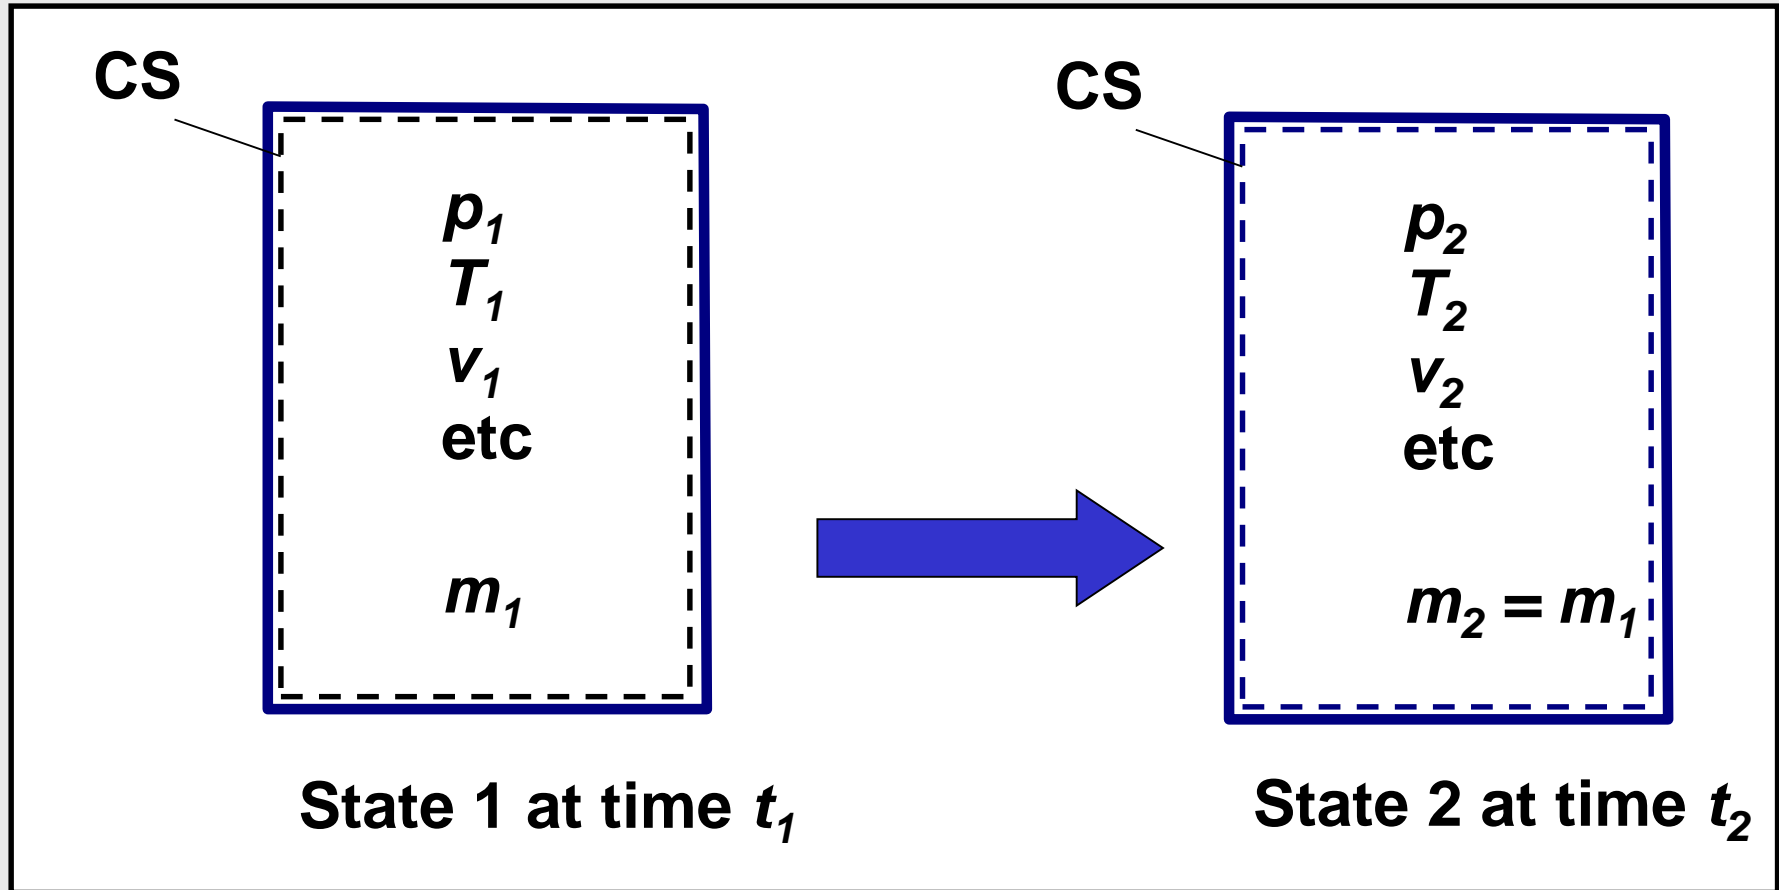 CS
p1
T1
v1
etc
m1
State 1 at time t1
CS
p2
T2
v2
etc
m2 = m1
State 2 at time t2